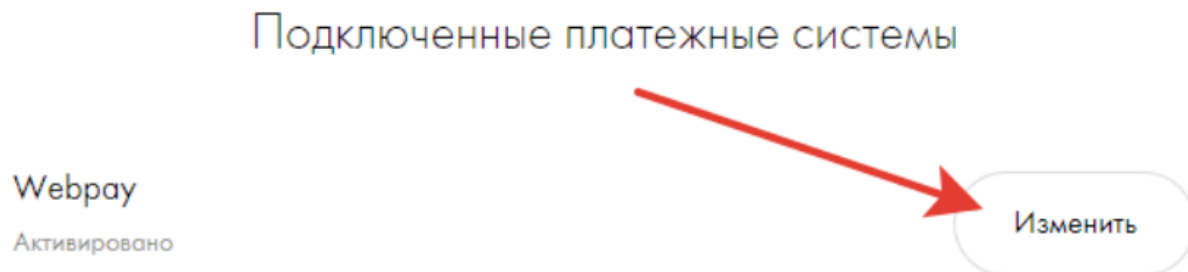 Подключенные платежные системы
Webpay
Активировано
Изменить